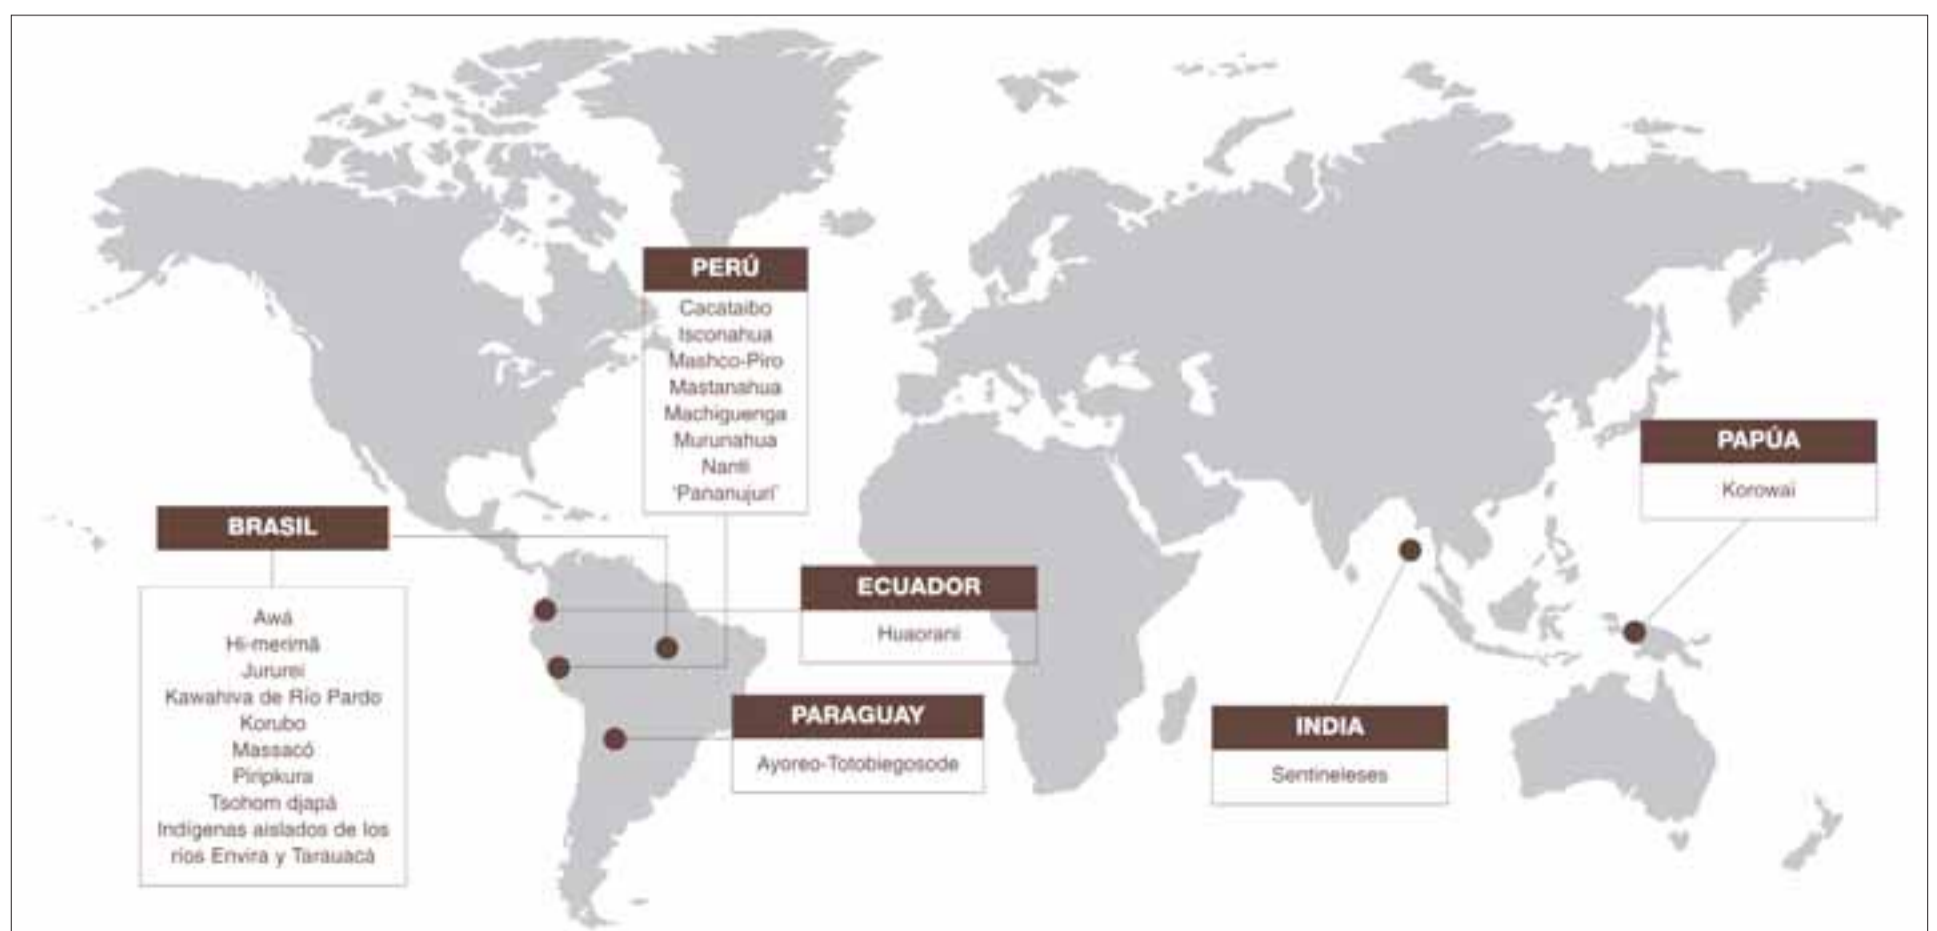 PERÚ
Cacataibo
Isconahua
Mashco-Piro
Mastanahua
Machiguenga
Murunahua
Nanti
'Pananujuri'
BRASIL
Awá
Hi-merimã
Jururei
Kawahiva de Río Pardo
Korubo
Massacó
Piripkura
Tsohom djapá
Indígenas aislados de los
ríos Envira y Tarauacá
ECUADOR
Huaorani
PARAGUAY
Ayoreo-Totobiegosode
INDIA
Sentineleses
PAPÚA
Korowai